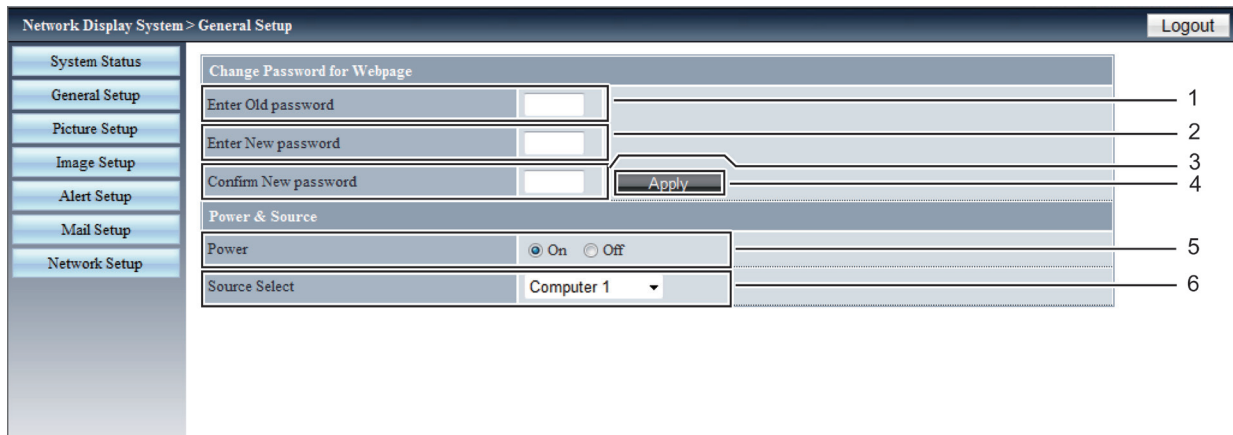 Network Display System > General Setup
Logout
System Status
General Setup
Picture Setup
Image Setup
Alert Setup
Mail Setup
Network Setup
Change Password for Webpage
Enter Old password
1
Enter New password
2
Confirm New password
3
Apply
4
Power & Source
Power
On Off
5
Source Select
Computer 1
6